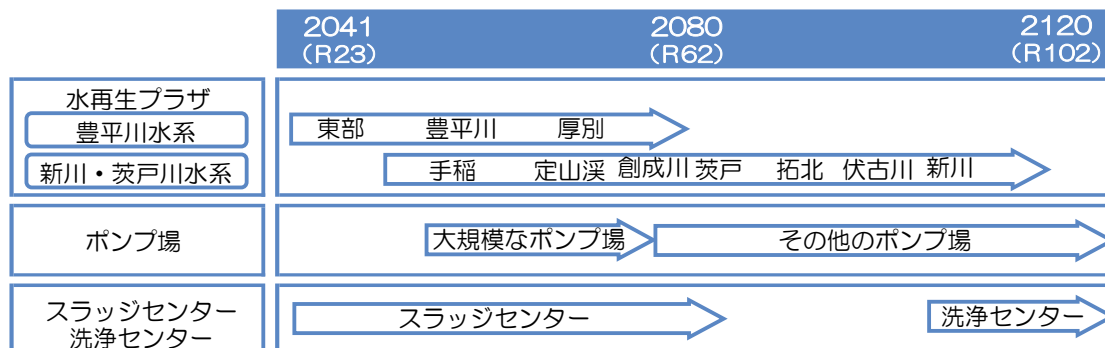 2041 2080 2120
(R23) (R62) (R102)
水再生プラザ
豊平川水系
東部 豊平川 厚別
新川・茨戸川水系
手稲 定山渓 創成川 茨戸 拓北 伏古川 新川
ポンプ場
大規模なポンプ場 その他のポンプ場
スラッジセンター
洗浄センター
スラッジセンター 洗浄センター